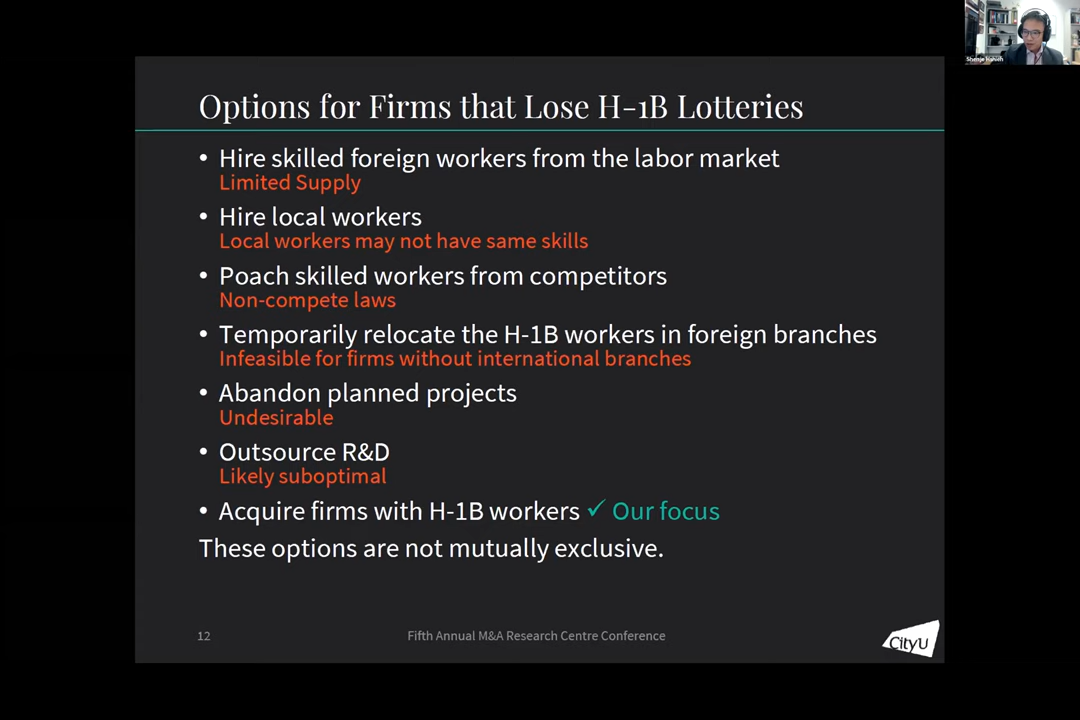 Options for Firms that Lose H-1B Lotteries
• Hire skilled foreign workers from the labor market
Limited Supply
• Hire local workers
Local workers may not have same skills
• Poach skilled workers from competitors
Non-compete laws
• Temporarily relocate the H-1B workers in foreign branches
Infeasible for firms without international branches
• Abandon planned projects
Undesirable
• Outsource R&D
Likely suboptimal
• Acquire firms with H-1B workers ✓ Our focus
These options are not mutually exclusive.
12
Fifth Annual M&A Research Centre Conference
CityU